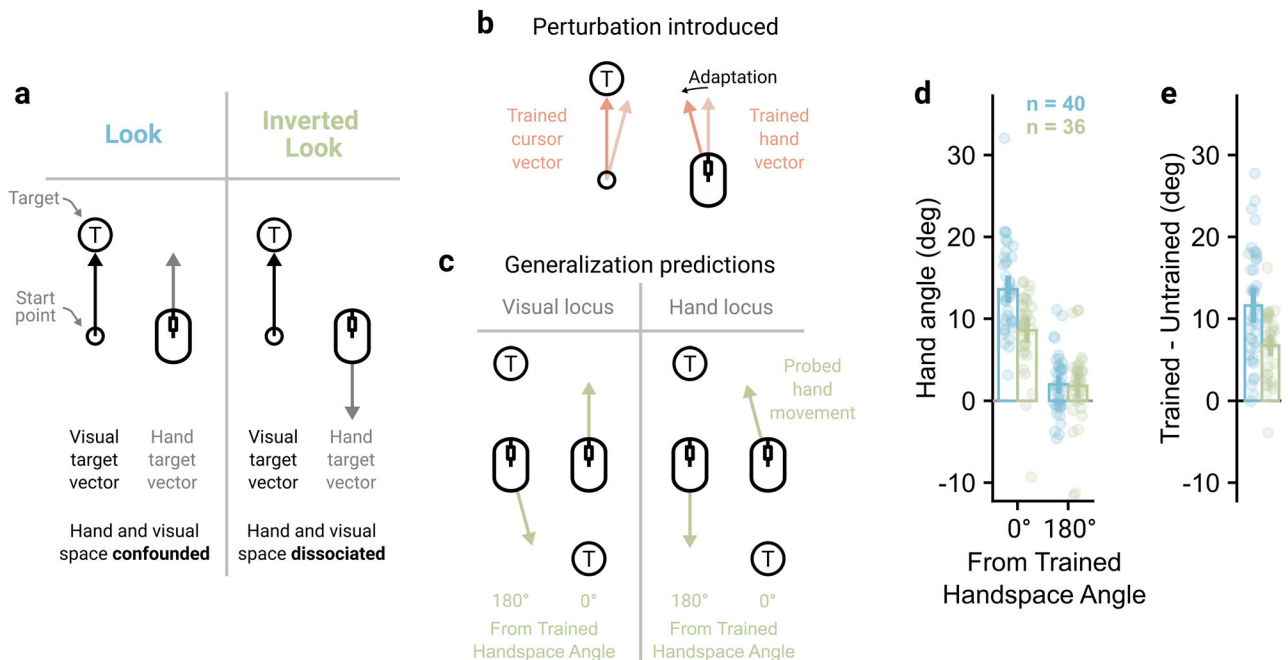 a
Look
Inverted
Look
Target
T
T
Start
point
Visual
target
vector
Hand
target
vector
Visual
target
vector
Hand
target
vector
Hand and visual
space confounded
Hand and visual
space dissociated
b
Perturbation introduced
T
Adaptation
Trained
cursor
vector
Trained
hand
vector
c
Generalization predictions
Visual locus
Hand locus
T
T
Probed
hand
movement
T
T
180°
0°
180°
0°
From Trained
Handspace Angle
From Trained
Handspace Angle
d
n = 40
n = 36
Hand angle (deg)
30
20
10
0
-10
0°
180°
From Trained
Handspace Angle
e
Trained - Untrained (deg)
30
20
10
0
-10